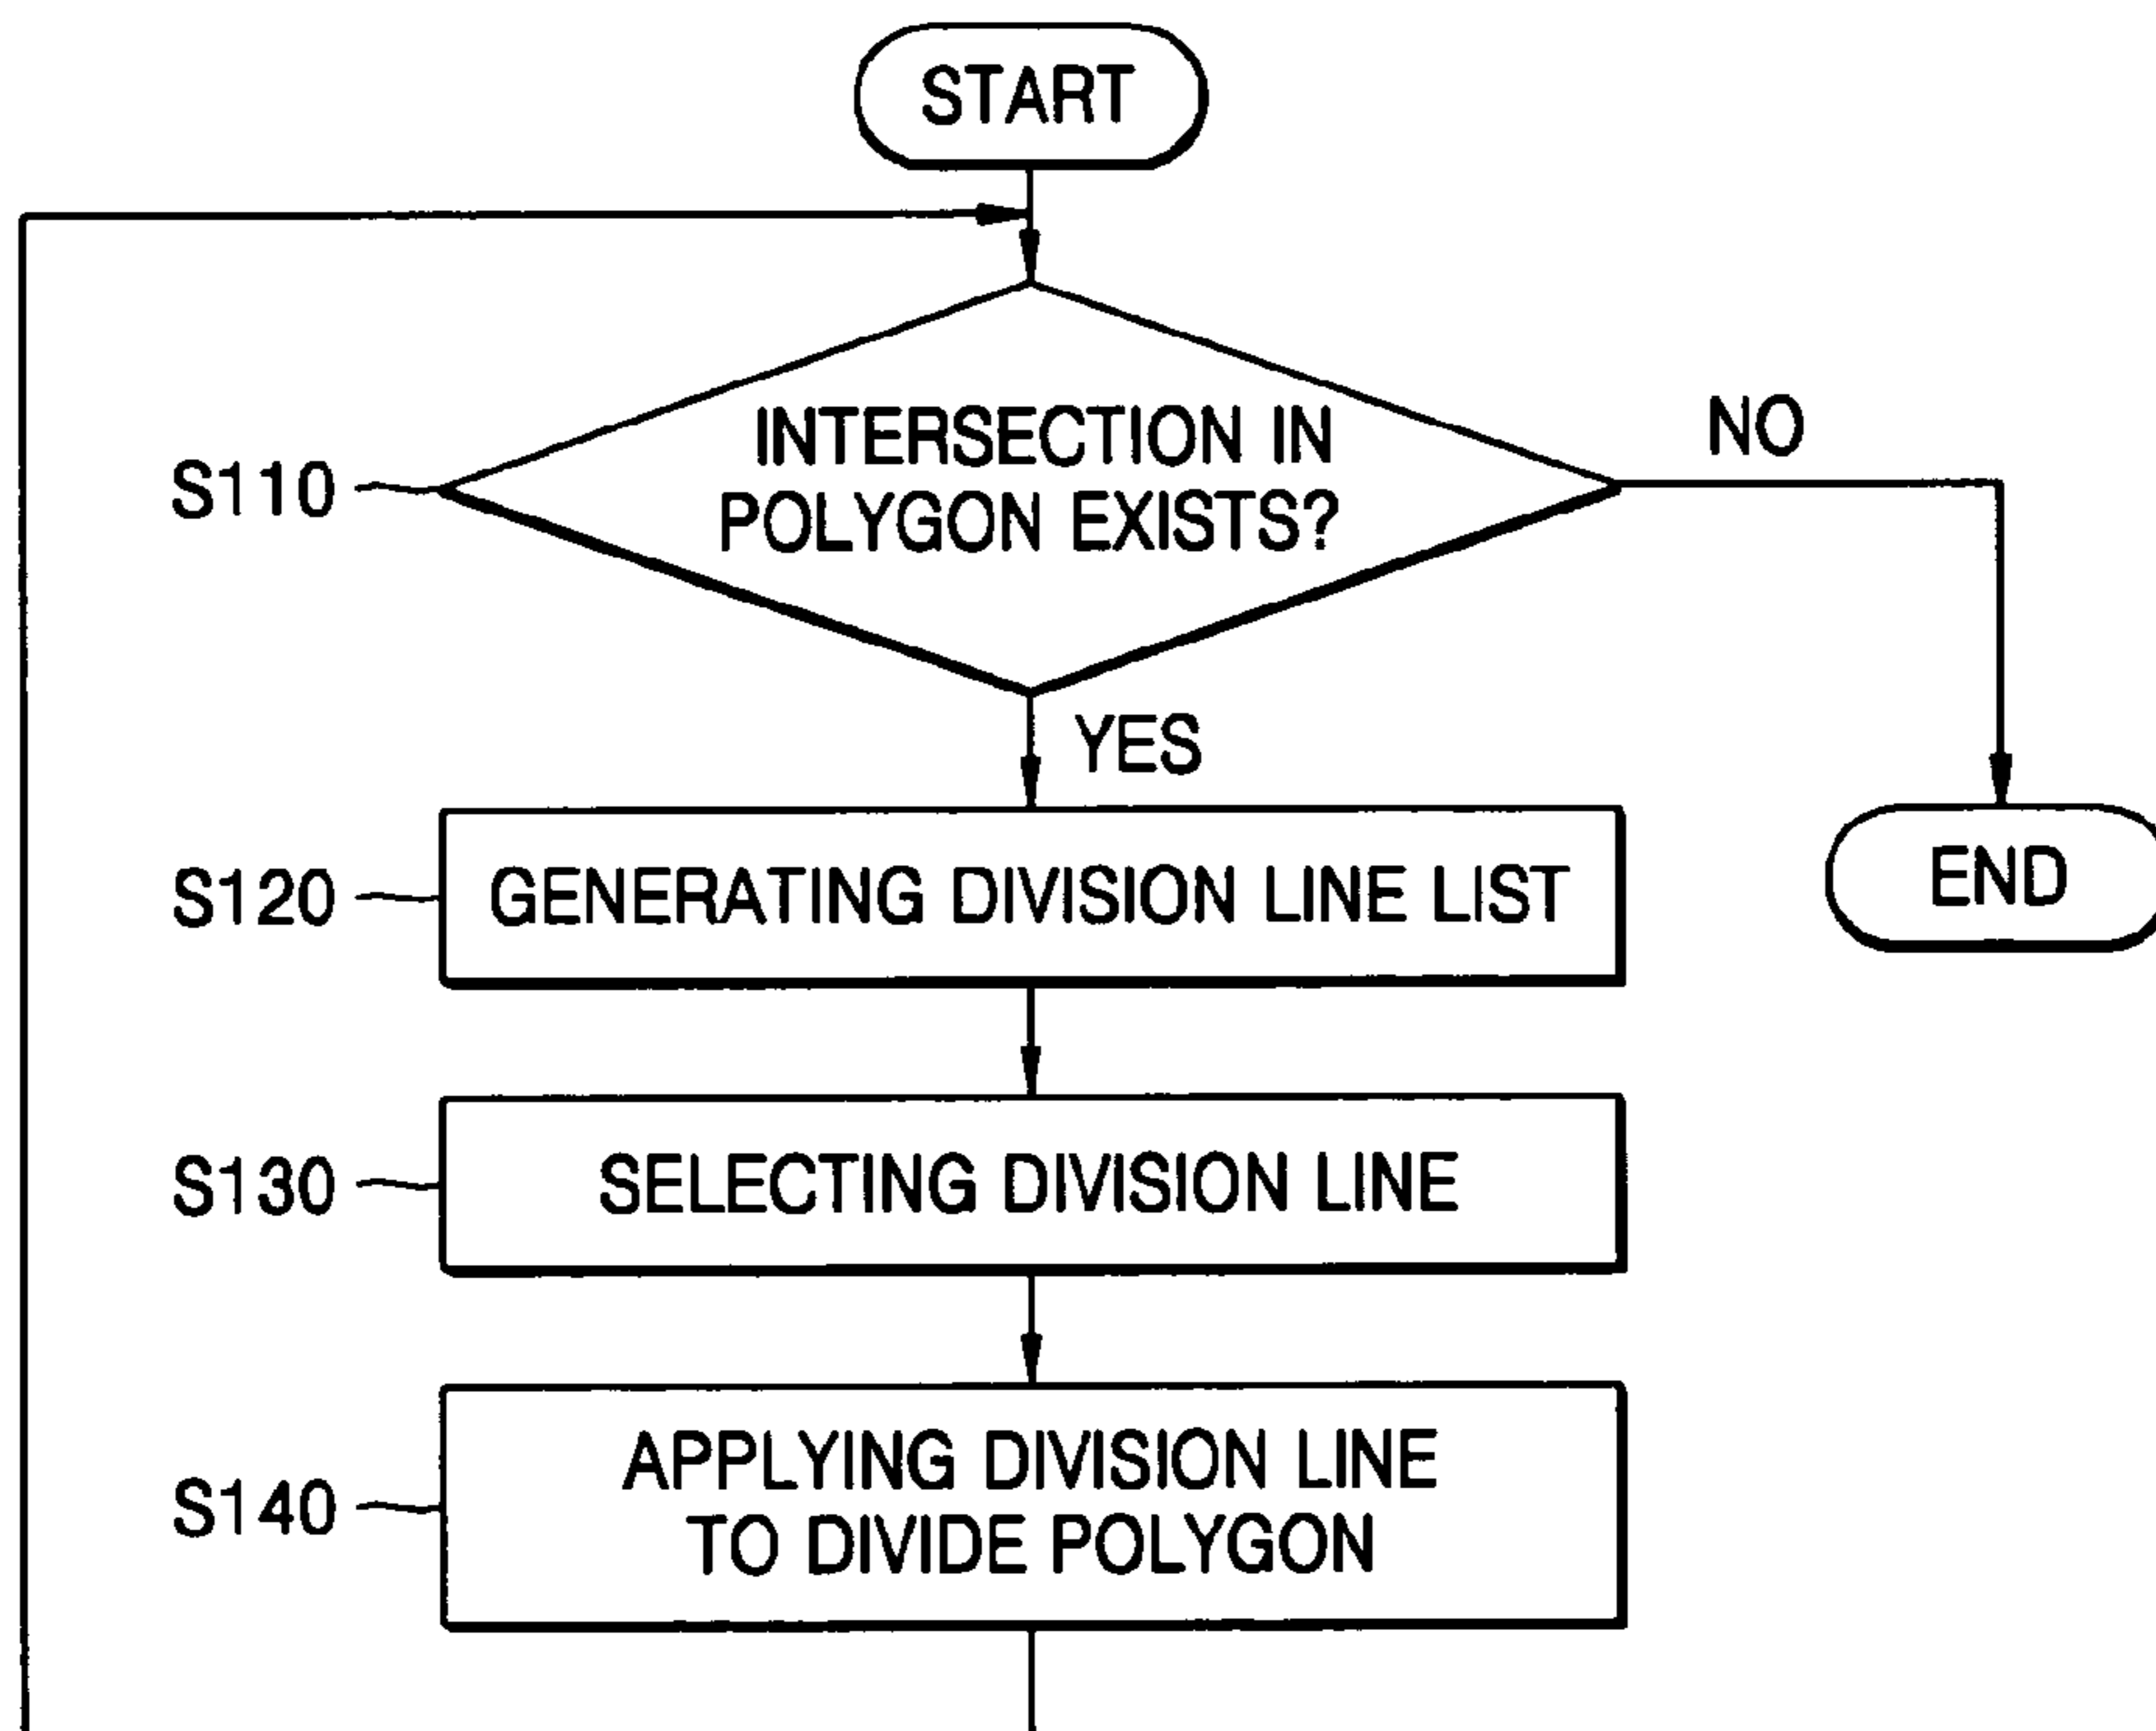 START
INTERSECTION IN
POLYGON EXISTS?
NO
S110
YES
S120
GENERATING DIVISION LINE LIST
END
S130
SELECTING DIVISION LINE
S140
APPLYING DIVISION LINE
TO DIVIDE POLYGON